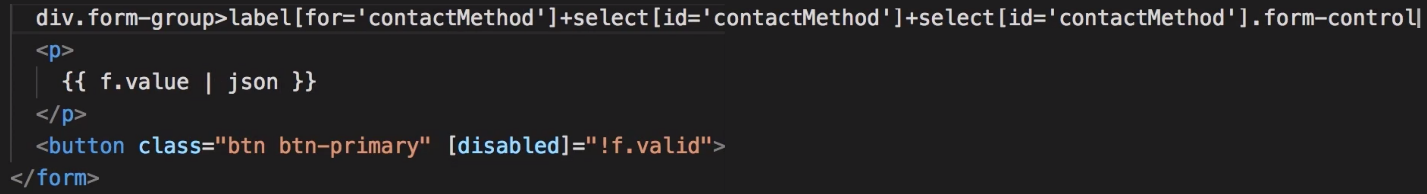 div.form-group>label[for='contactMethod']+select[id='contactMethod']+select[id='contactMethod'].form-control
<p>
{{ f.value | json }}
</p>
<button class="btn btn-primary" [disabled]="!f.valid">
</form>